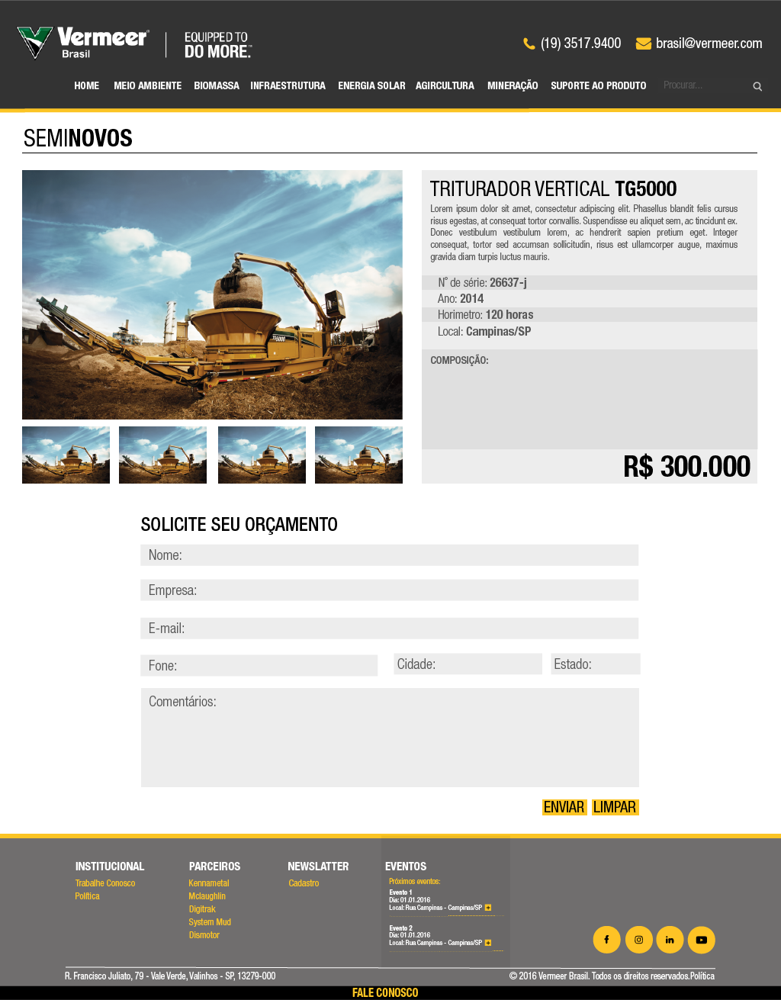 Vermeer
Brasil
EQUIPPED TO
DO MORE.
(19) 3517.9400
brasil@vermeer.com
HOME MEIO AMBIENTE BIOMASSA INFRAESTRUTURA ENERGIA SOLAR AGIRCULTURA MINERAÇÃO SUPORTE AO PRODUTO Procurar...
SEMINOVOS
TG5000
Vermeer
TRITURADOR VERTICAL TG5000
Lorem ipsum dolor sit amet, consectetur adipiscing elit. Phasellus blandit felis cursus
risus egestas, at consequat tortor convallis. Suspendisse eu aliquet sem, ac tincidunt ex.
Donec vestibulum vestibulum lorem, ac hendrerit sapien pretium eget. Integer
consequat, tortor sed accumsan sollicitudin, risus est ullamcorper augue, maximus
gravida diam turpis luctus mauris.
N° de série: 26637-j
Ano: 2014
Horimetro: 120 horas
Local: Campinas/SP
COMPOSIÇÃO:
R$ 300.000
SOLICITE SEU ORÇAMENTO
Nome:
Empresa:
E-mail:
Fone: Cidade: Estado:
Comentários:
ENVIAR LIMPAR
INSTITUCIONAL
Trabalhe Conosco
Política
PARCEIROS
Kennametal
Mclaughlin
Digitrak
System Mud
Dismotor
NEWSLATTER
Cadastro
EVENTOS
Próximos eventos:
Evento 1
Dia: 01.01.2016
Local: Rua Campinas - Campinas/SP +
Evento 2
Dia: 01.01.2016
Local: Rua Campinas - Campinas/SP +
R. Francisco Juliato, 79 - Vale Verde, Valinhos - SP, 13279-000
© 2016 Vermeer Brasil. Todos os direitos reservados.Política
FALE CONOSCO